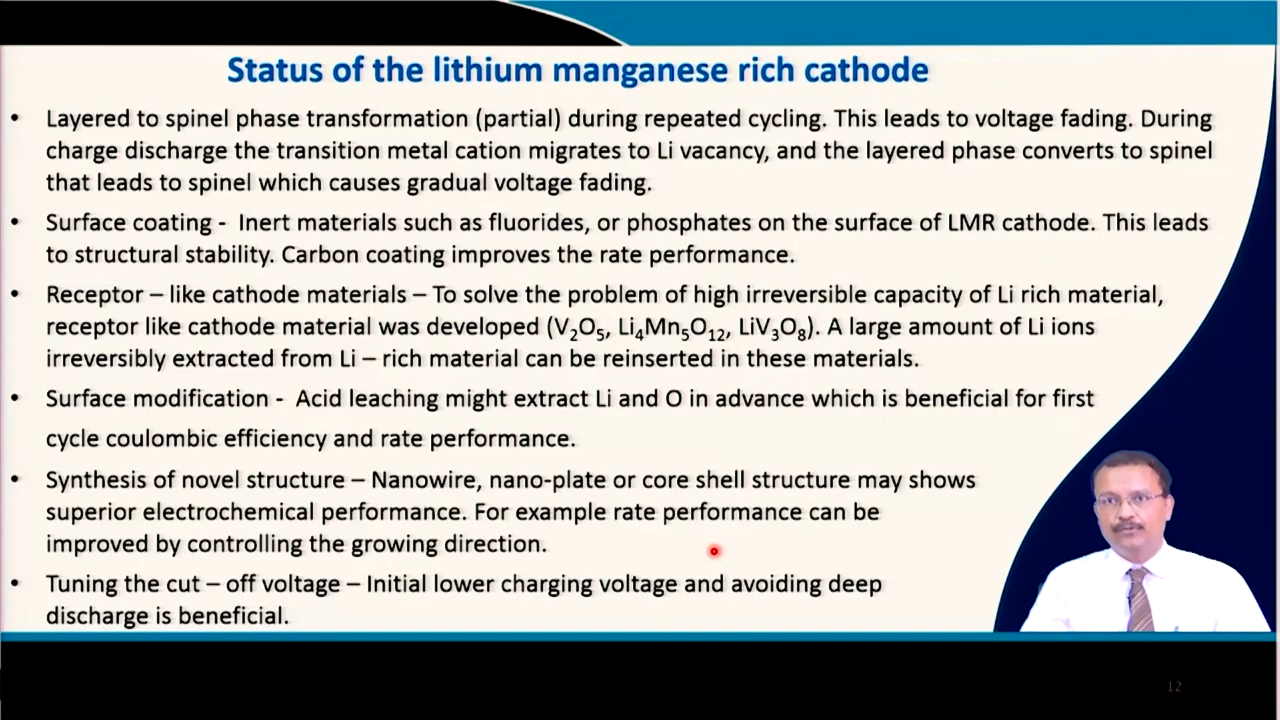 Status of the lithium manganese rich cathode
• Layered to spinel phase transformation (partial) during repeated cycling. This leads to voltage fading. During
charge discharge the transition metal cation migrates to Li vacancy, and the layered phase converts to spinel
that leads to spinel which causes gradual voltage fading.
• Surface coating - Inert materials such as fluorides, or phosphates on the surface of LMR cathode. This leads
to structural stability. Carbon coating improves the rate performance.
• Receptor – like cathode materials – To solve the problem of high irreversible capacity of Li rich material,
receptor like cathode material was developed (V₂O₅, Li₄Mn₅O₁₂, LiV₃O₈). A large amount of Li ions
irreversibly extracted from Li – rich material can be reinserted in these materials.
• Surface modification - Acid leaching might extract Li and O in advance which is beneficial for first
cycle coulombic efficiency and rate performance.
• Synthesis of novel structure – Nanowire, nano-plate or core shell structure may shows
superior electrochemical performance. For example rate performance can be
improved by controlling the growing direction.
• Tuning the cut – off voltage – Initial lower charging voltage and avoiding deep
discharge is beneficial.
12